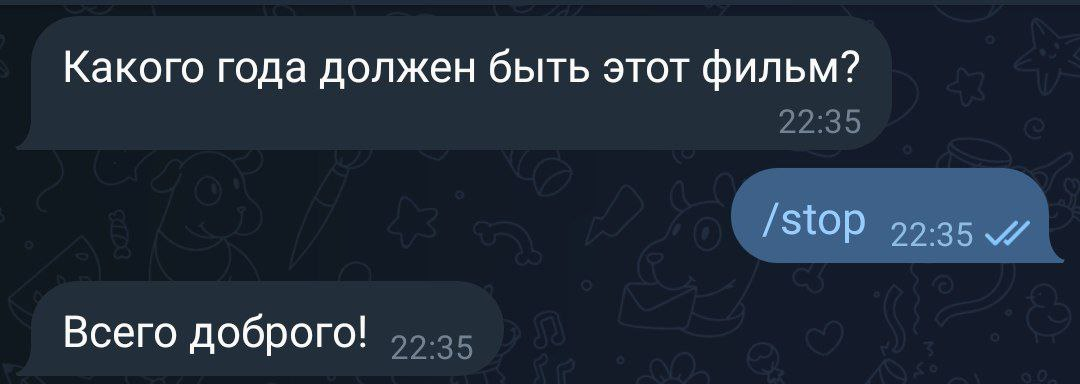 Какого года должен быть этот фильм?
22:35
/stop 22:35
Всего доброго! 22:35